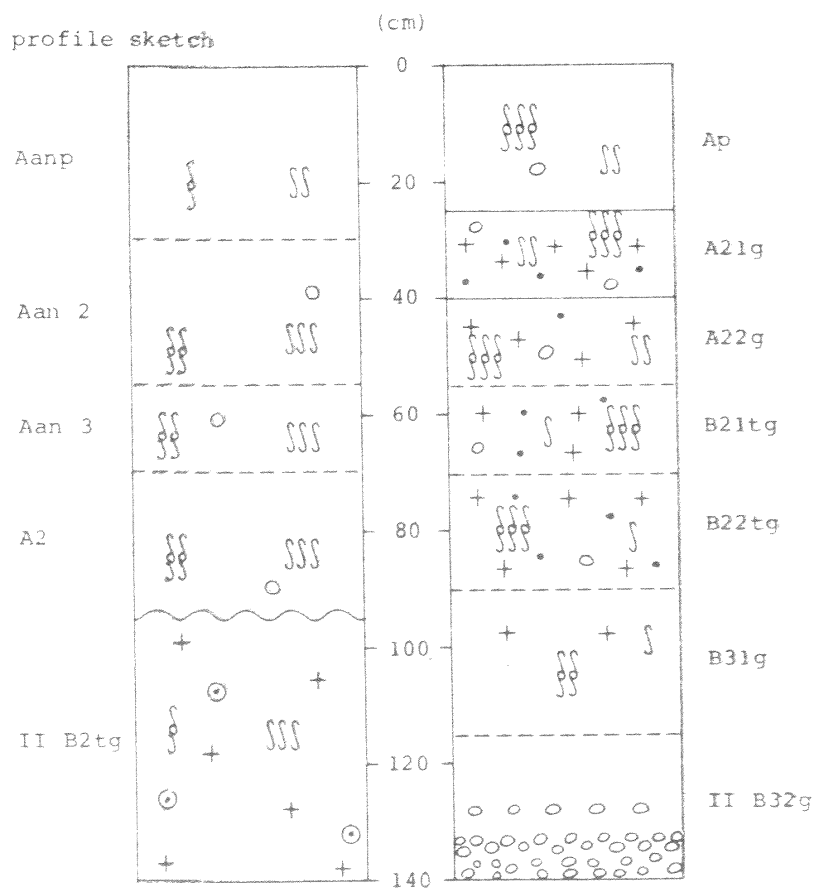 (cm)
profile sketch
0
Aanp
Ap
20
A21g
Aan 2
40
A22g
Aan 3
60
B21tg
A2
80
B22tg
100
B31g
II B2tg
120
II B32g
140